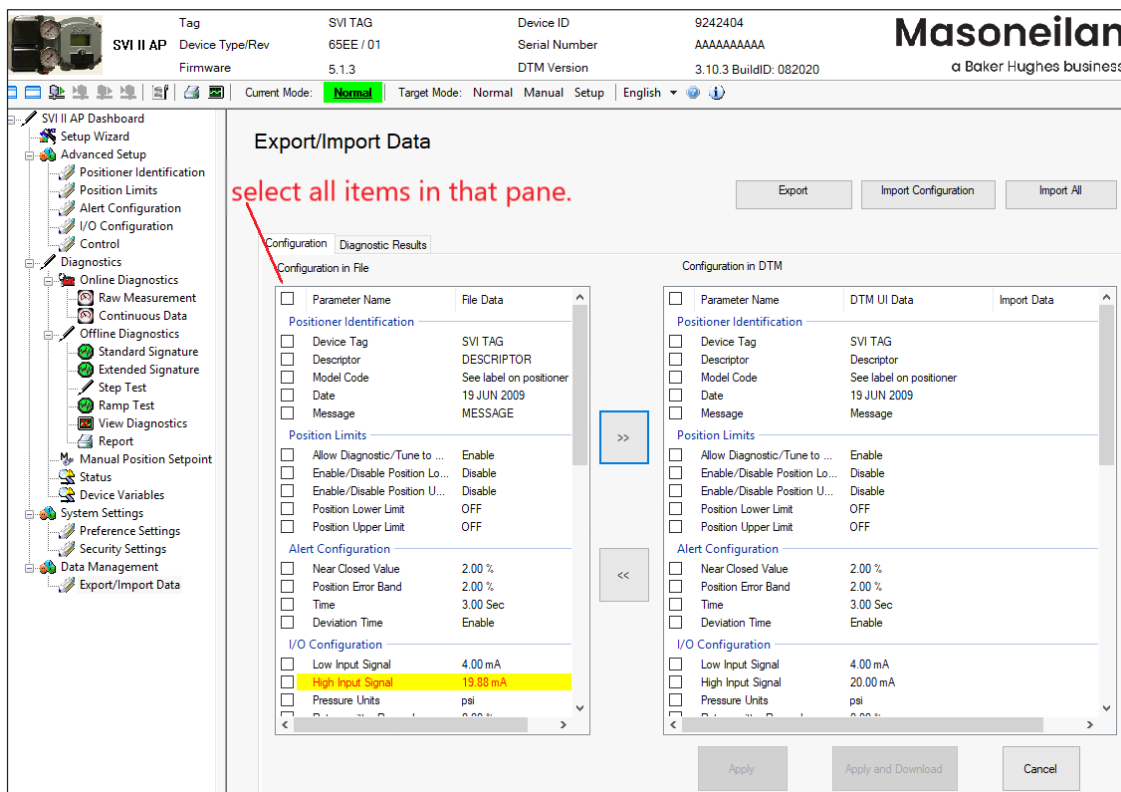 Tag SVI TAG Device ID 9242404 Masoneilan
SVI II AP Device Type/Rev 65EE / 01 Serial Number AAAAAAAAAA
Firmware 5.1.3 DTM Version 3.10.3 BuildID: 082020 a Baker Hughes business
Current Mode: Normal Target Mode: Normal Manual Setup English
SVI II AP Dashboard
Setup Wizard
Advanced Setup
Positioner Identification
Position Limits
Alert Configuration
I/O Configuration
Control
Diagnostics
Online Diagnostics
Raw Measurement
Continuous Data
Offline Diagnostics
Standard Signature
Extended Signature
Step Test
Ramp Test
View Diagnostics
Report
Manual Position Setpoint
Status
Device Variables
System Settings
Preference Settings
Security Settings
Data Management
Export/Import Data
Export/Import Data
select all items in that pane.
Export Import Configuration Import All
Configuration Diagnostic Results
Configuration in File
Parameter Name File Data
Positioner Identification
Device Tag SVI TAG
Descriptor DESCRIPTOR
Model Code See label on positioner
Date 19 JUN 2009
Message MESSAGE
Position Limits
Allow Diagnostic/Tune to ... Enable
Enable/Disable Position Lo... Disable
Enable/Disable Position U... Disable
Position Lower Limit OFF
Position Upper Limit OFF
Alert Configuration
Near Closed Value 2.00 %
Position Error Band 2.00 %
Time 3.00 Sec
Deviation Time Enable
I/O Configuration
Low Input Signal 4.00 mA
High Input Signal 19.88 mA
Pressure Units psi
>>
<<
Configuration in DTM
Parameter Name DTM UI Data Import Data
Positioner Identification
Device Tag SVI TAG
Descriptor Descriptor
Model Code See label on positioner
Date 19 JUN 2009
Message Message
Position Limits
Allow Diagnostic/Tune to ... Enable
Enable/Disable Position Lo... Disable
Enable/Disable Position U... Disable
Position Lower Limit OFF
Position Upper Limit OFF
Alert Configuration
Near Closed Value 2.00 %
Position Error Band 2.00 %
Time 3.00 Sec
Deviation Time Enable
I/O Configuration
Low Input Signal 4.00 mA
High Input Signal 20.00 mA
Pressure Units psi
Apply Apply and Download Cancel